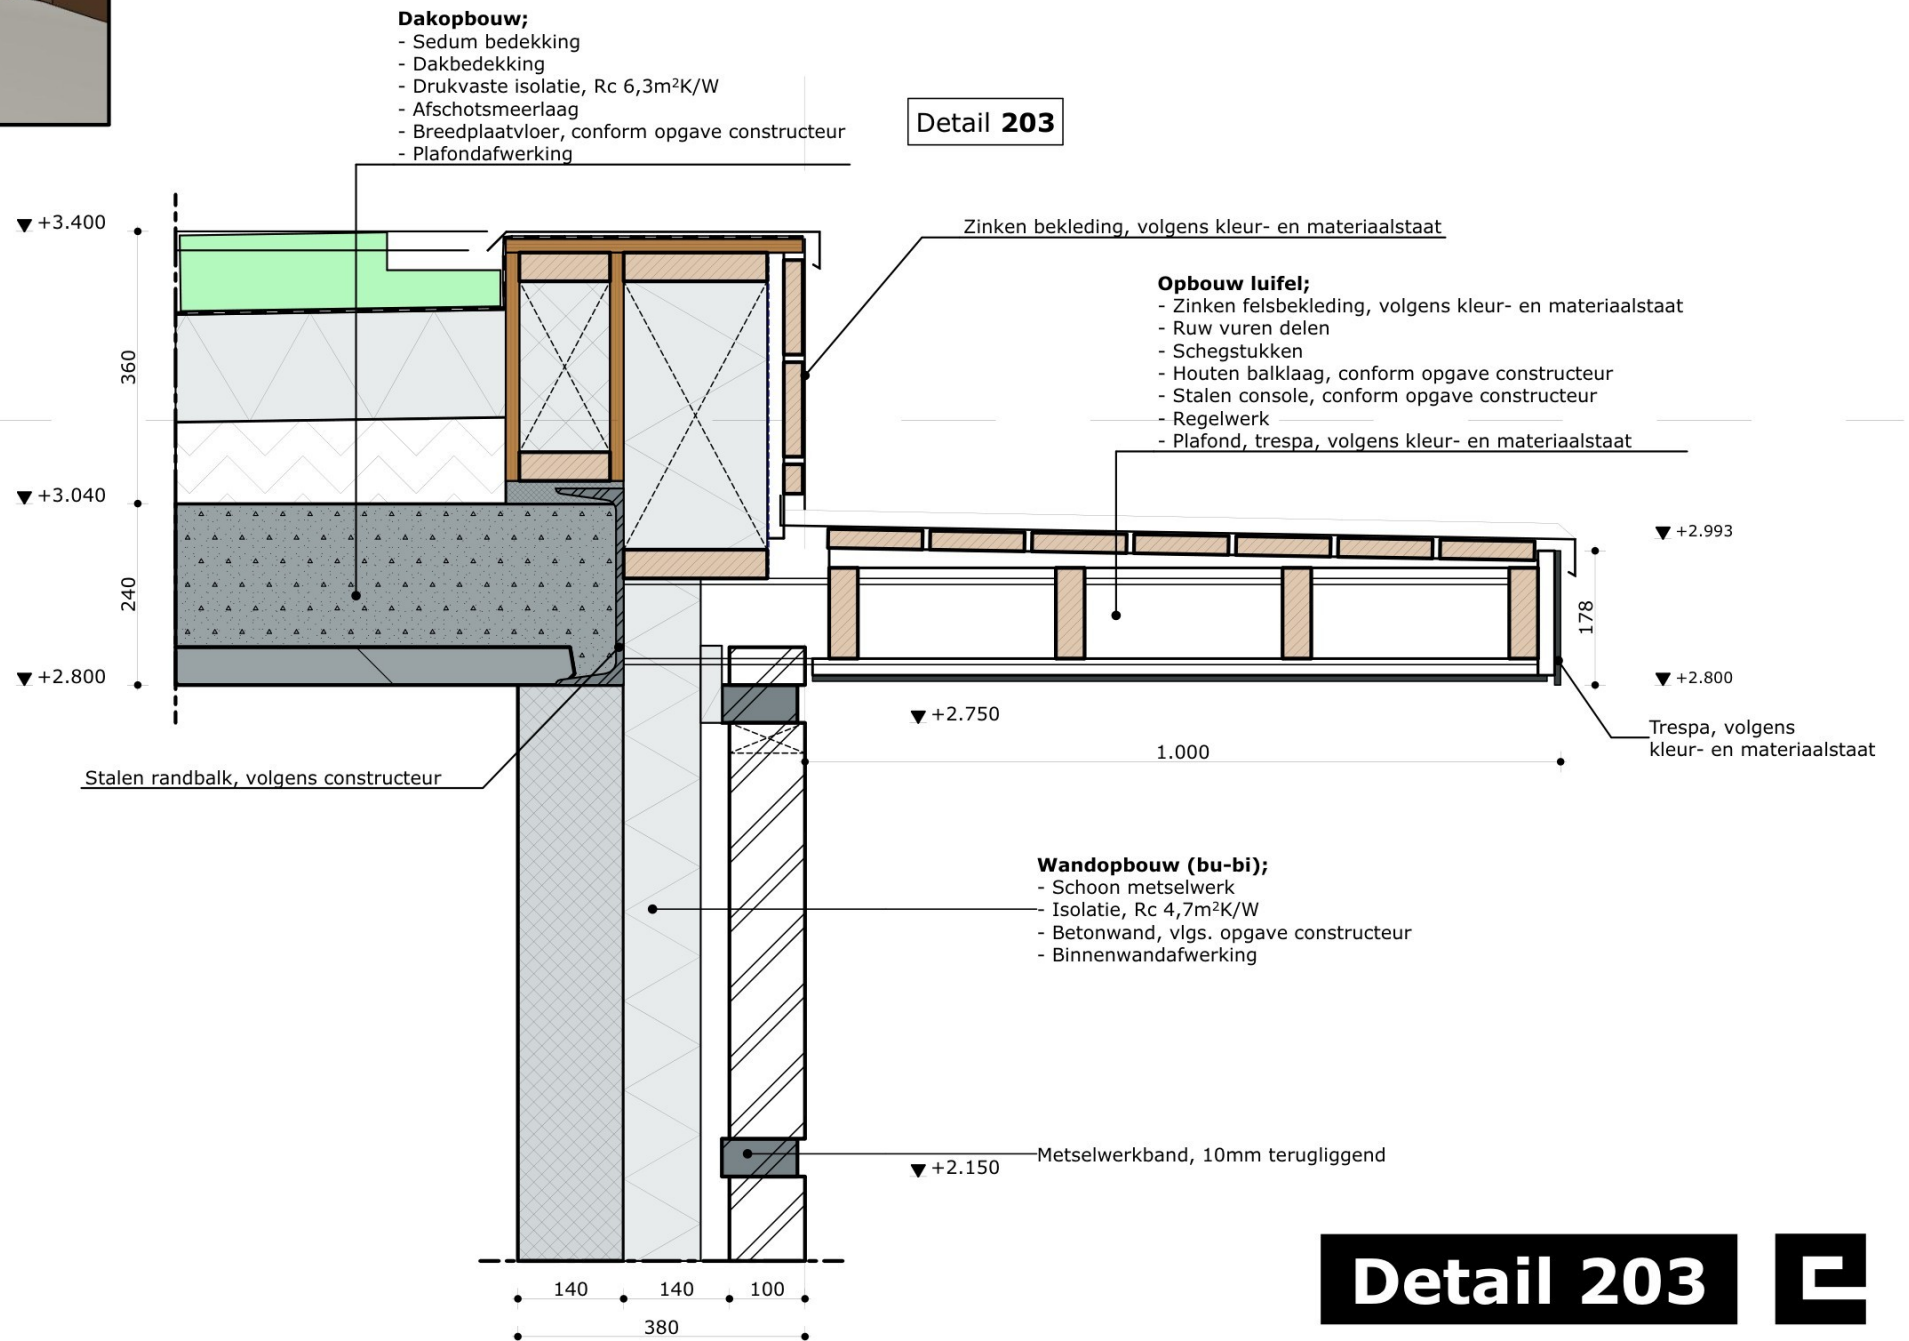 Dakopbouw;
- Sedum bedekking
- Dakbedekking
- Drukvaste isolatie, Rc 6,3m²K/W
- Afschotsmeerlaag
- Breedplaatvloer, conform opgave constructeur
- Plafondafwerking
Detail 203
+3.400
Zinken bekleding, volgens kleur- en materiaalstaat
Opbouw luifel;
- Zinken felsbekleding, volgens kleur- en materiaalstaat
- Ruw vuren delen
- Schegstukken
- Houten balklaag, conform opgave constructeur
- Stalen console, conform opgave constructeur
- Regelwerk
- Plafond, trespa, volgens kleur- en materiaalstaat
360
+3.040
+2.993
240
178
+2.800
+2.800
+2.750
Trespa, volgens
kleur- en materiaalstaat
1.000
Stalen randbalk, volgens constructeur
Wandopbouw (bu-bi);
- Schoon metselwerk
- Isolatie, Rc 4,7m²K/W
- Betonwand, vlgs. opgave constructeur
- Binnenwandafwerking
Metselwerkband, 10mm terugliggend
+2.150
140
140
100
380
Detail 203